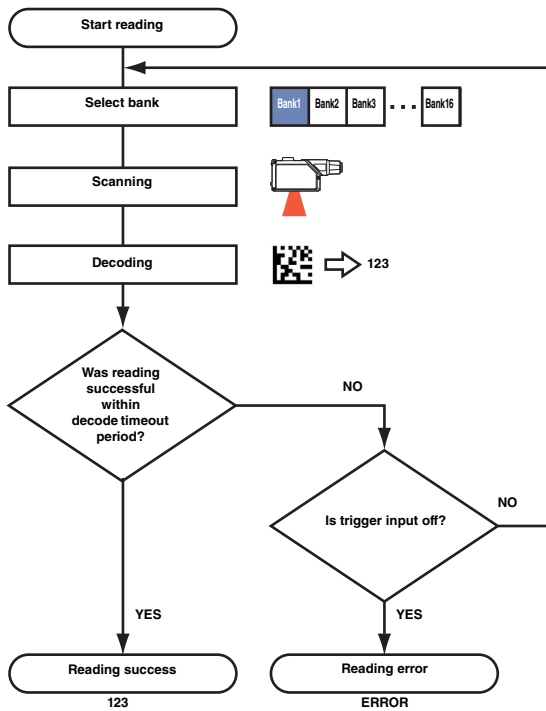 Start reading
Select bank
Bank1 Bank2 Bank3 ... Bank16
Scanning
Decoding
123
Was reading
successful
within
decode timeout
period?
NO
Is trigger input off?
NO
YES
YES
Reading success
Reading error
123
ERROR